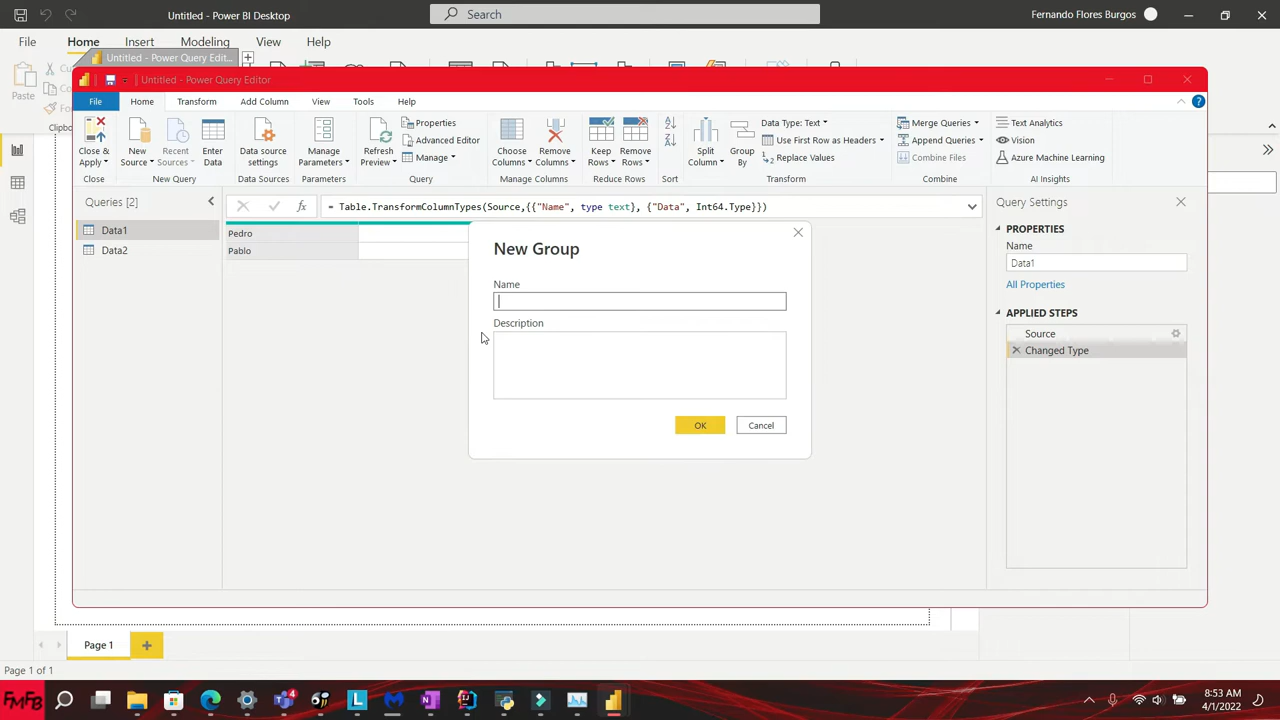 Untitled - Power BI Desktop
Search
Fernando Flores Burgos
File Home Insert Modeling View Help
Untitled - Power Query Edit...
Paste
Untitled - Power Query Editor
File Home Transform Add Column View Tools Help
Close & Apply
New Source
Recent Sources
Enter Data
Data source settings
Manage Parameters
Refresh Preview
Properties
Advanced Editor
Manage
Choose Columns
Remove Columns
Keep Rows
Remove Rows
Split Column
Group By
Data Type: Text
Use First Row as Headers
Replace Values
Merge Queries
Append Queries
Combine Files
Text Analytics
Vision
Azure Machine Learning
Close
New Query
Data Sources
Parameters
Query
Manage Columns
Reduce Rows
Sort
Transform
Combine
AI Insights
Queries [2]
Data1
Data2
= Table.TransformColumnTypes(Source,{{"Name", type text}, {"Data", Int64.Type}})
Pedro
Pablo
New Group
Name
Description
OK
Cancel
Query Settings
PROPERTIES
Name
Data1
All Properties
APPLIED STEPS
Source
Changed Type
Page 1
Page 1 of 1
FMFB
4
8:53 AM
4/1/2022